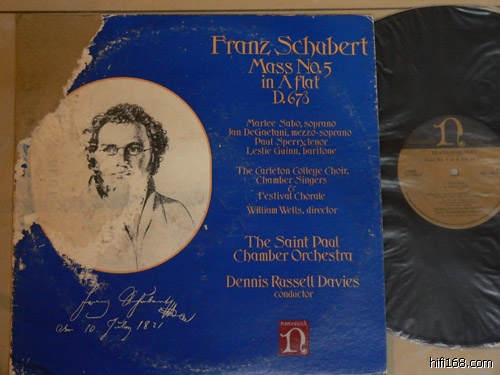 Franz Schubert
Mass No. 5
in A flat
D. 678
Marlee Sabo, soprano
Jan DeGaetani, mezzo-soprano
Paul Sperry, tenor
Leslie Guinn, baritone
The Carleton College Choir,
Chamber Singers
&
Festival Chorale
William Wells, director
The Saint Paul
Chamber Orchestra
Dennis Russell Davies
conductor
10. 1821
nonesuch
n
n
hifi168.com